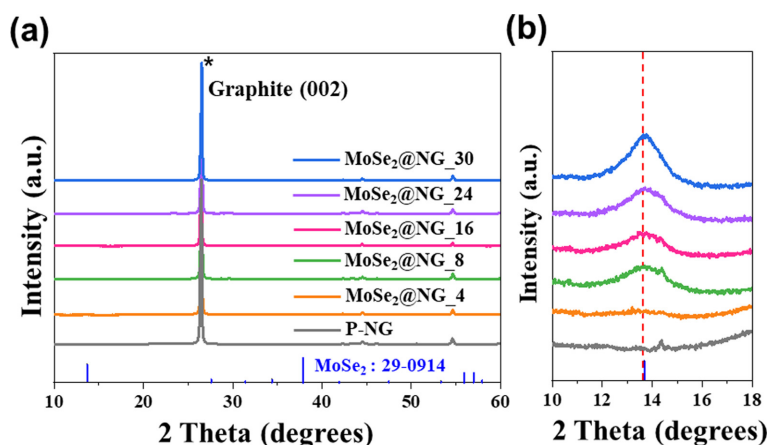 (a)
*
Graphite (002)
MoSe₂@NG_30
MoSe₂@NG_24
MoSe₂@NG_16
MoSe₂@NG_8
MoSe₂@NG_4
P-NG
MoSe₂ : 29-0914
Intensity (a.u.)
10 20 30 40 50 60
2 Theta (degrees)
(b)
Intensity (a.u.)
10 12 14 16 18
2 Theta (degrees)